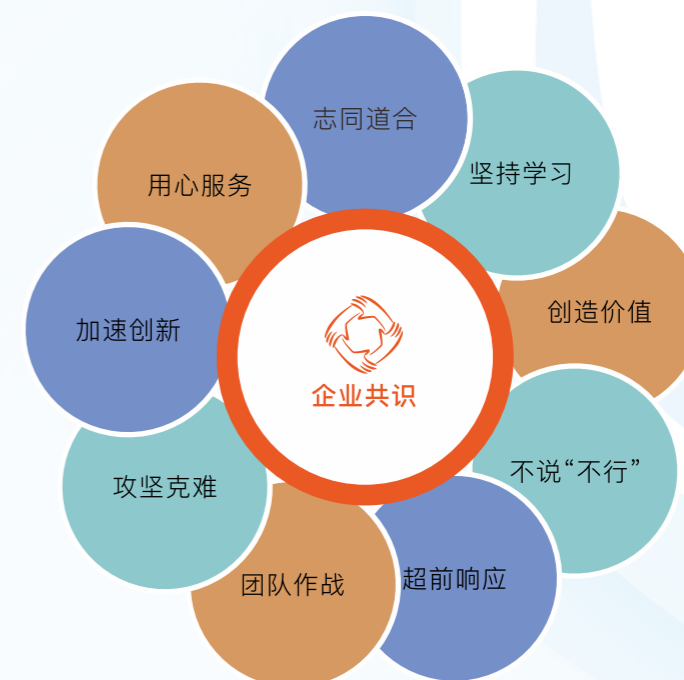 志同道合
坚持学习
创造价值
不说“不行”
超前响应
团队作战
攻坚克难
加速创新
用心服务
企业共识